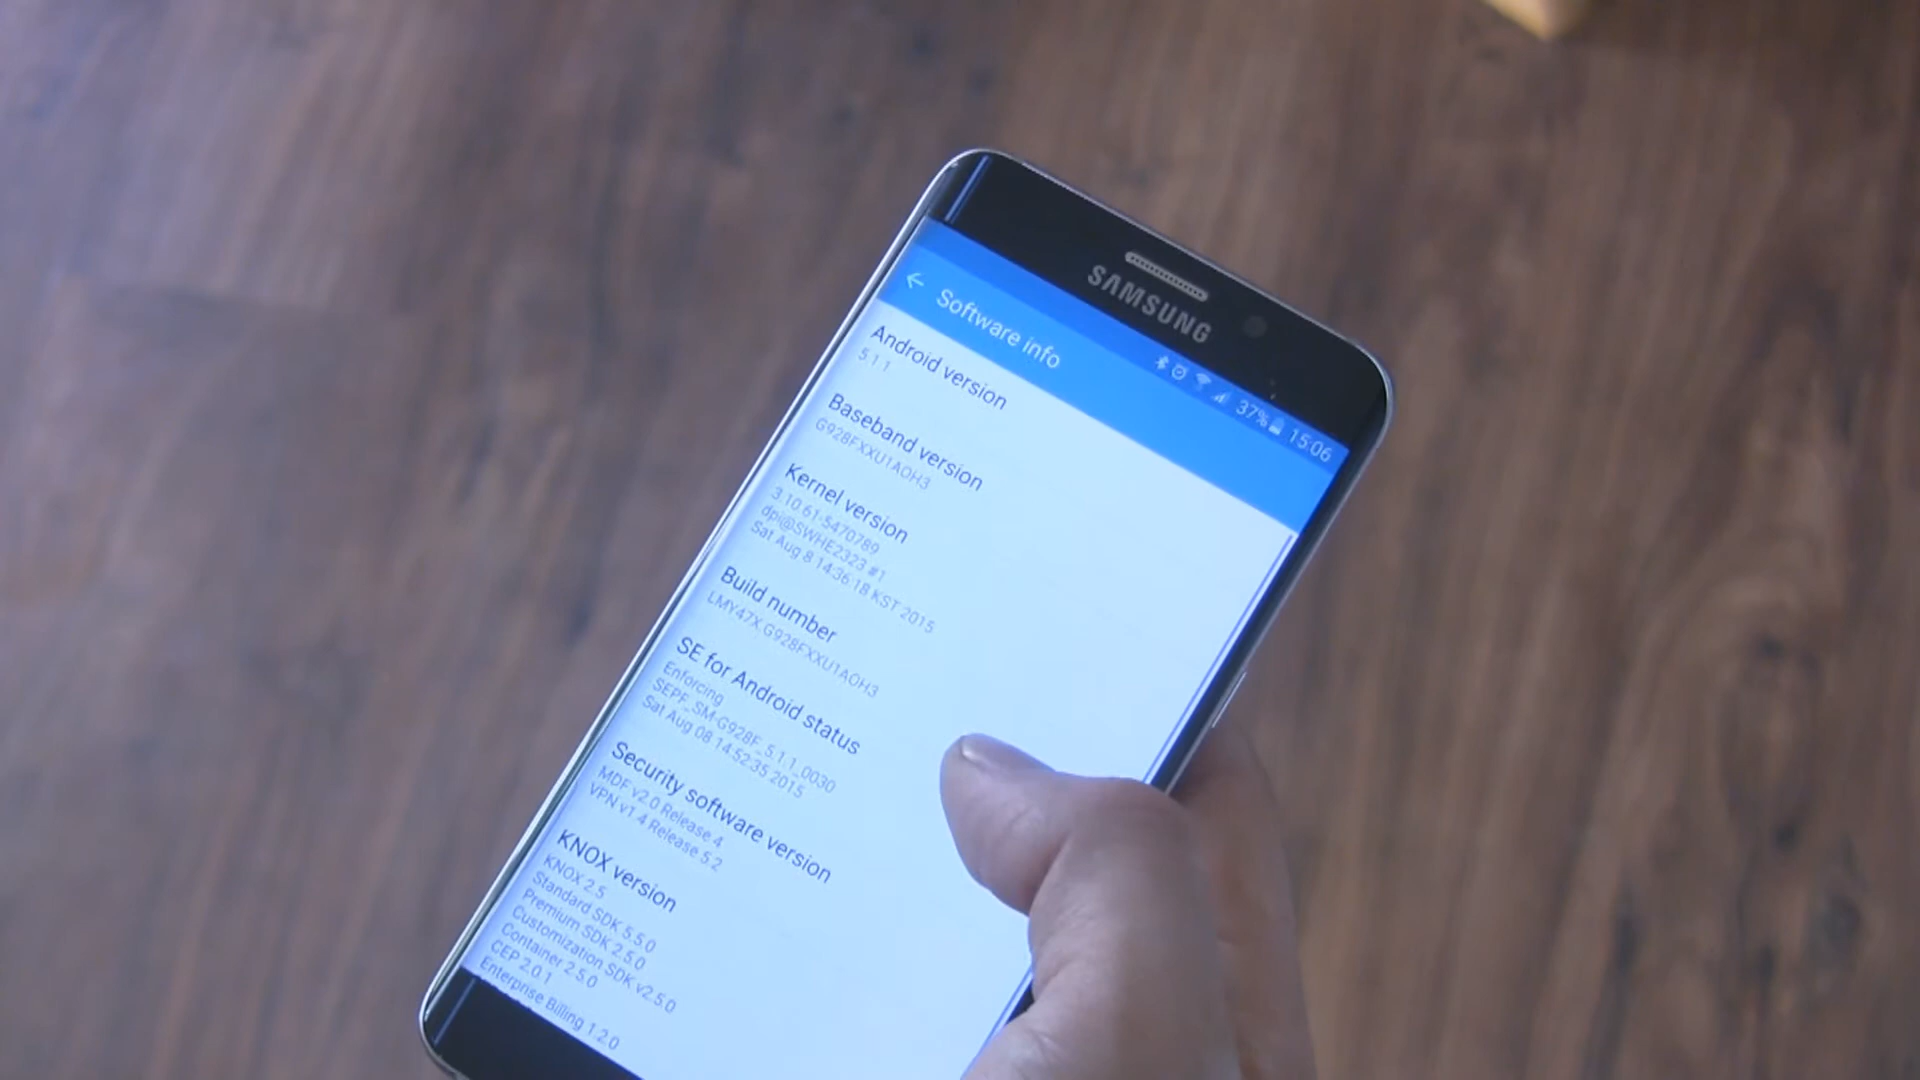 SAMSUNG
37% 15:06
Software info
Android version
5.1.1
Baseband version
G928FXXU1AOH3
Kernel version
3.10.61-5470789
dpi@SWHE2323 #1
Sat Aug 8 14:36:18 KST 2015
Build number
LMY47X.G928FXXU1AOH3
SE for Android status
Enforcing
SEPF_SM-G928F_5.1.1_0030
Sat Aug 08 14:52:35 2015
Security software version
MDF v2.0 Release 4
VPN v1.4 Release 5.2
KNOX version
KNOX 2.5
Standard SDK 5.5.0
Premium SDK 2.5.0
Customization SDK v2.5.0
Container 2.5.0
CEP 2.0.1
Enterprise Billing 1.2.0